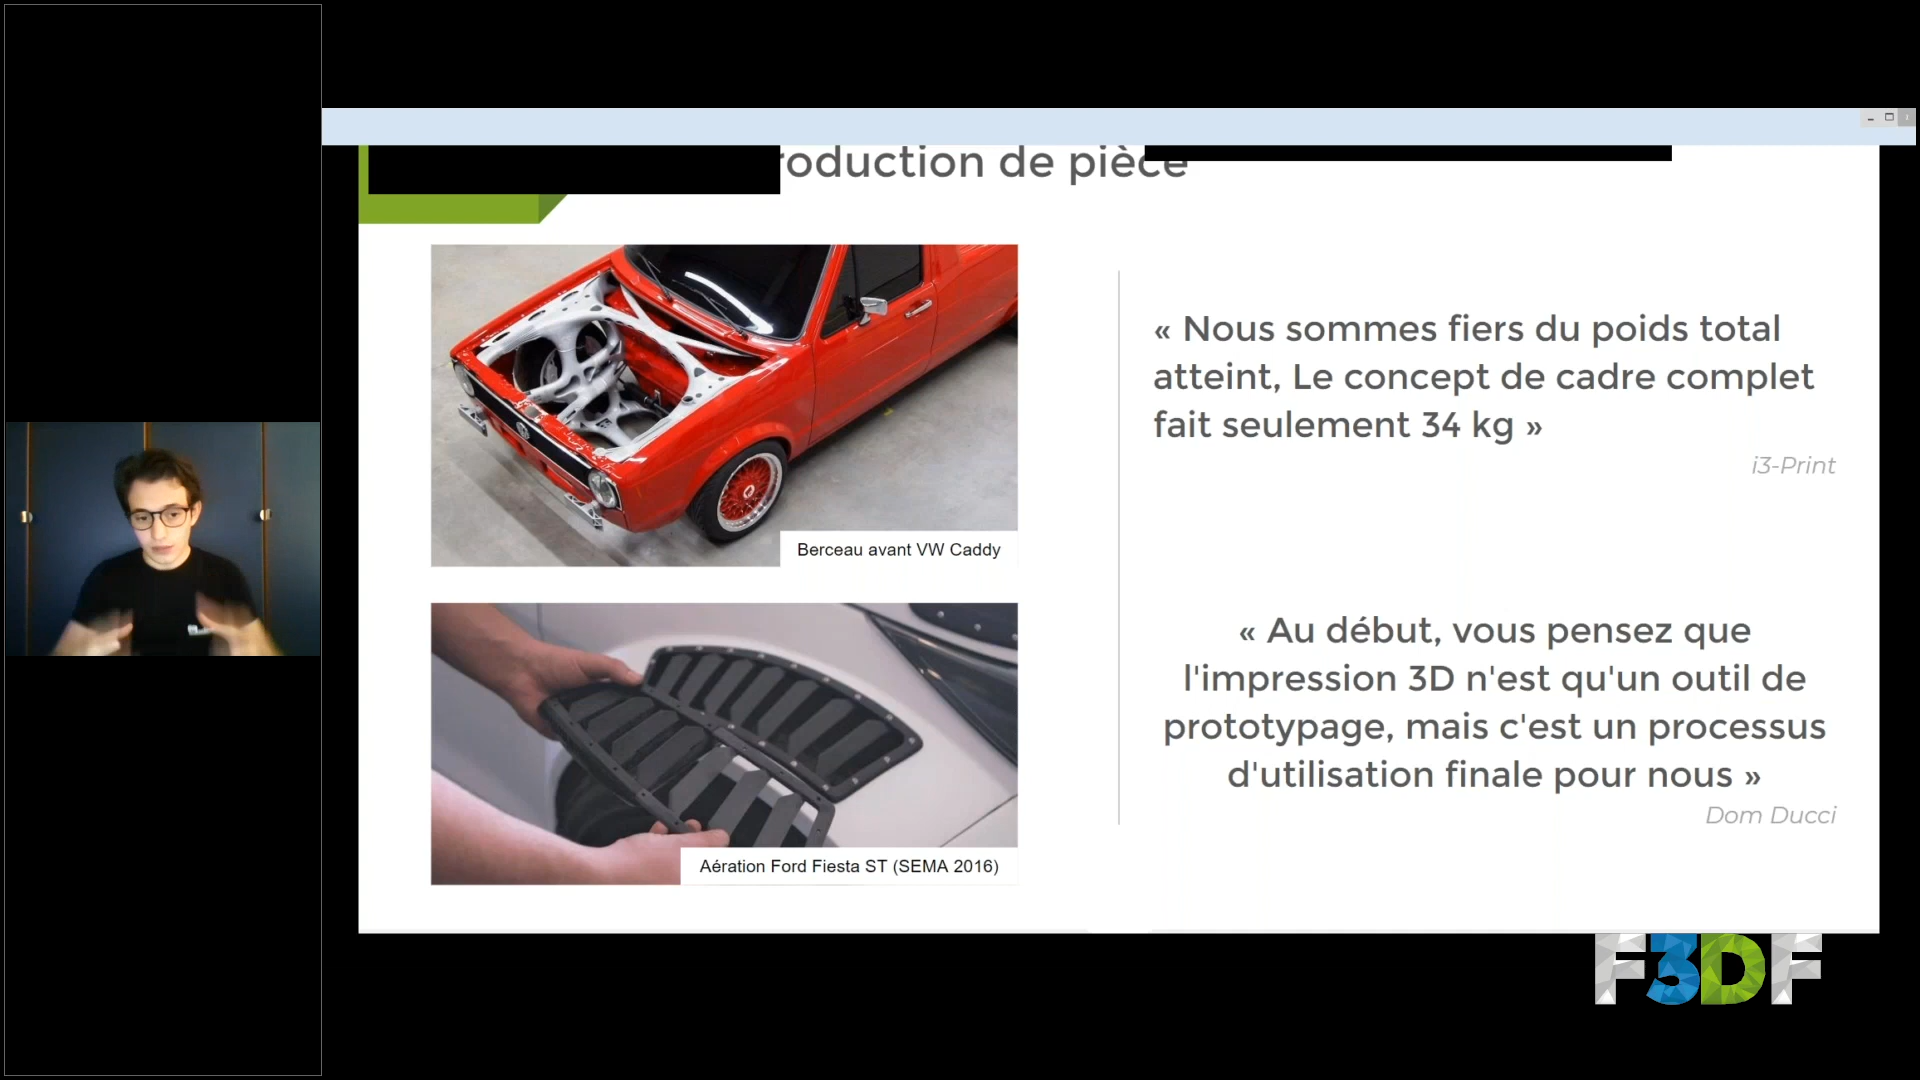 roduction de pièce
« Nous sommes fiers du poids total
atteint, Le concept de cadre complet
fait seulement 34 kg »
i3-Print
Berceau avant VW Caddy
« Au début, vous pensez que
l'impression 3D n'est qu'un outil de
prototypage, mais c'est un processus
d'utilisation finale pour nous »
Dom Ducci
Aération Ford Fiesta ST (SEMA 2016)
F3DF